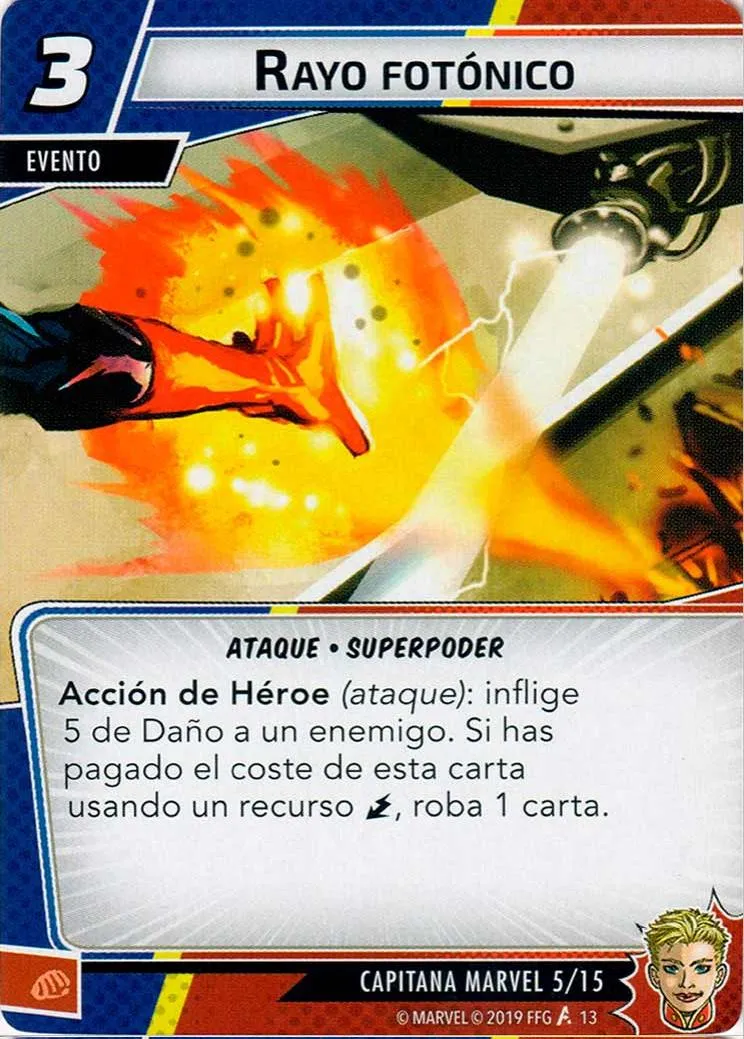 3
RAYO FOTÓNICO
EVENTO
ATAQUE • SUPERPODER
Acción de Héroe (ataque): inflige
5 de Daño a un enemigo. Si has
pagado el coste de esta carta
usando un recurso , roba 1 carta.
CAPITANA MARVEL 5/15
© MARVEL © 2019 FFG 13